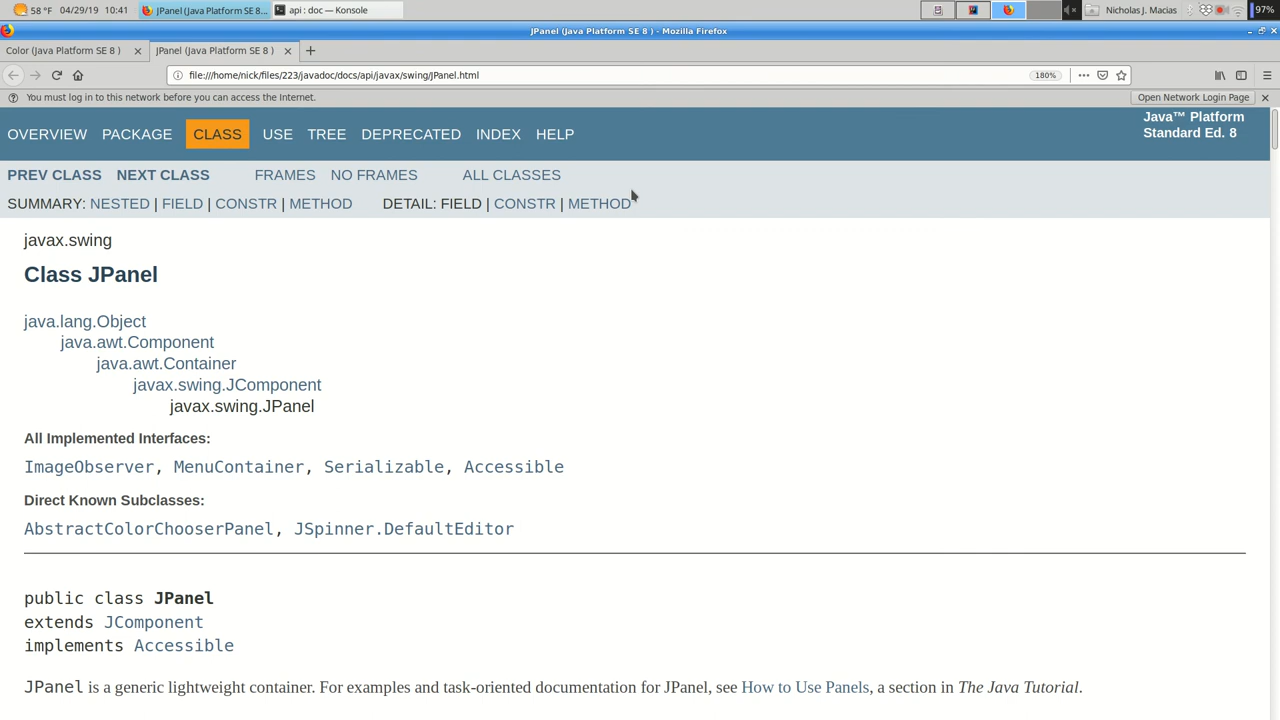 58 °F 04/29/19 10:41 JPanel (Java Platform SE 8... api : doc — Konsole Nicholas J. Macias 97%
JPanel (Java Platform SE 8 ) - Mozilla Firefox
Color (Java Platform SE 8 ) × JPanel (Java Platform SE 8 ) × +
file:///home/nick/files/223/javadoc/docs/api/javax/swing/JPanel.html 180%
You must log in to this network before you can access the Internet. Open Network Login Page
OVERVIEW PACKAGE CLASS USE TREE DEPRECATED INDEX HELP
Java™ Platform
Standard Ed. 8
PREV CLASS NEXT CLASS FRAMES NO FRAMES ALL CLASSES
SUMMARY: NESTED | FIELD | CONSTR | METHOD DETAIL: FIELD | CONSTR | METHOD
javax.swing
Class JPanel
java.lang.Object
java.awt.Component
java.awt.Container
javax.swing.JComponent
javax.swing.JPanel
All Implemented Interfaces:
ImageObserver, MenuContainer, Serializable, Accessible
Direct Known Subclasses:
AbstractColorChooserPanel, JSpinner.DefaultEditor
public class JPanel
extends JComponent
implements Accessible
JPanel is a generic lightweight container. For examples and task-oriented documentation for JPanel, see How to Use Panels, a section in The Java Tutorial.